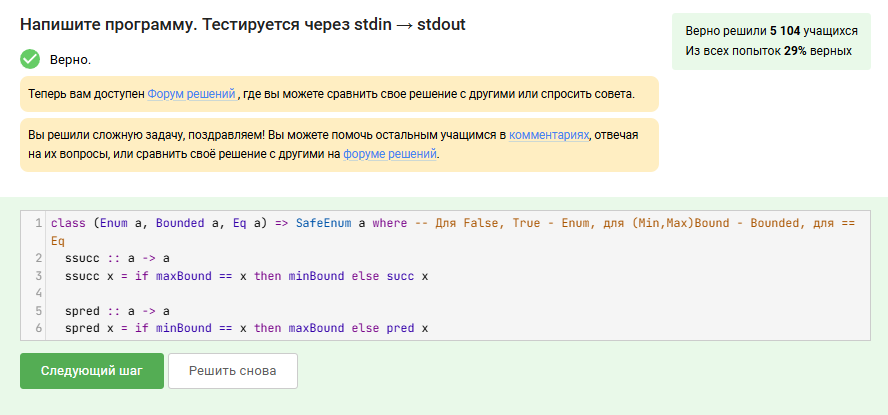 Напишите программу. Тестируется через stdin → stdout
Верно решили 5 104 учащихся
Из всех попыток 29% верных
Верно.
Теперь вам доступен Форум решений , где вы можете сравнить свое решение с другими или спросить совета.
Вы решили сложную задачу, поздравляем! Вы можете помочь остальным учащимся в комментариях, отвечая
на их вопросы, или сравнить своё решение с другими на форуме решений.
1 class (Enum a, Bounded a, Eq a) => SafeEnum a where -- Для False, True - Enum, для (Min,Max)Bound - Bounded, для ==
Eq
2   ssucc :: a -> a
3   ssucc x = if maxBound == x then minBound else succ x
4
5   spred :: a -> a
6   spred x = if minBound == x then maxBound else pred x
Следующий шаг
Решить снова